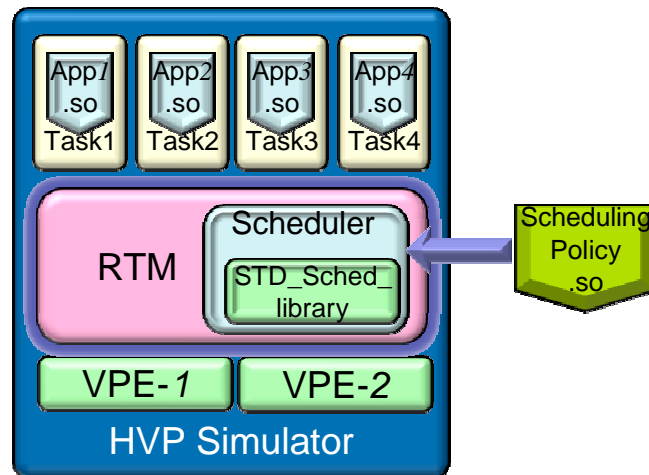 App1
.so
Task1
App2
.so
Task2
App3
.so
Task3
App4
.so
Task4
RTM
Scheduler
STD_Sched_
library
Scheduling
Policy
.so
VPE-1
VPE-2
HVP Simulator